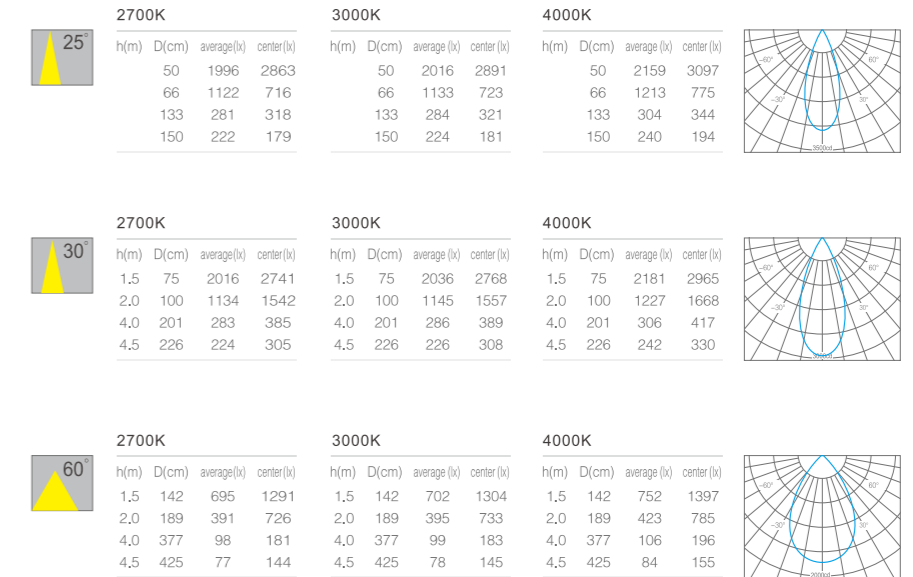 2700K 3000K 4000K
25°
h(m) D(cm) average(lx) center(lx) h(m) D(cm) average (lx) center(lx) h(m) D(cm) average (lx) center(lx)
50 1996 2863 50 2016 2891 50 2159 3097
66 1122 716 66 1133 723 66 1213 775
133 281 318 133 284 321 133 304 344
150 222 179 150 224 181 150 240 194
-60° 60°
-30° 30°
3500cd
2700K 3000K 4000K
30°
h(m) D(cm) average(lx) center(lx) h(m) D(cm) average (lx) center(lx) h(m) D(cm) average (lx) center(lx)
1.5 75 2016 2741 1.5 75 2036 2768 1.5 75 2181 2965
2.0 100 1134 1542 2.0 100 1145 1557 2.0 100 1227 1668
4.0 201 283 385 4.0 201 286 389 4.0 201 306 417
4.5 226 224 305 4.5 226 226 308 4.5 226 242 330
-60° 60°
-30° 30°
2700K 3000K 4000K
60°
h(m) D(cm) average(lx) center(lx) h(m) D(cm) average (lx) center (lx) h(m) D(cm) average (lx) center(lx)
1.5 142 695 1291 1.5 142 702 1304 1.5 142 752 1397
2.0 189 391 726 2.0 189 395 733 2.0 189 423 785
4.0 377 98 181 4.0 377 99 183 4.0 377 106 196
4.5 425 77 144 4.5 425 78 145 4.5 425 84 155
-60° 60°
-30° 30°
2000cd